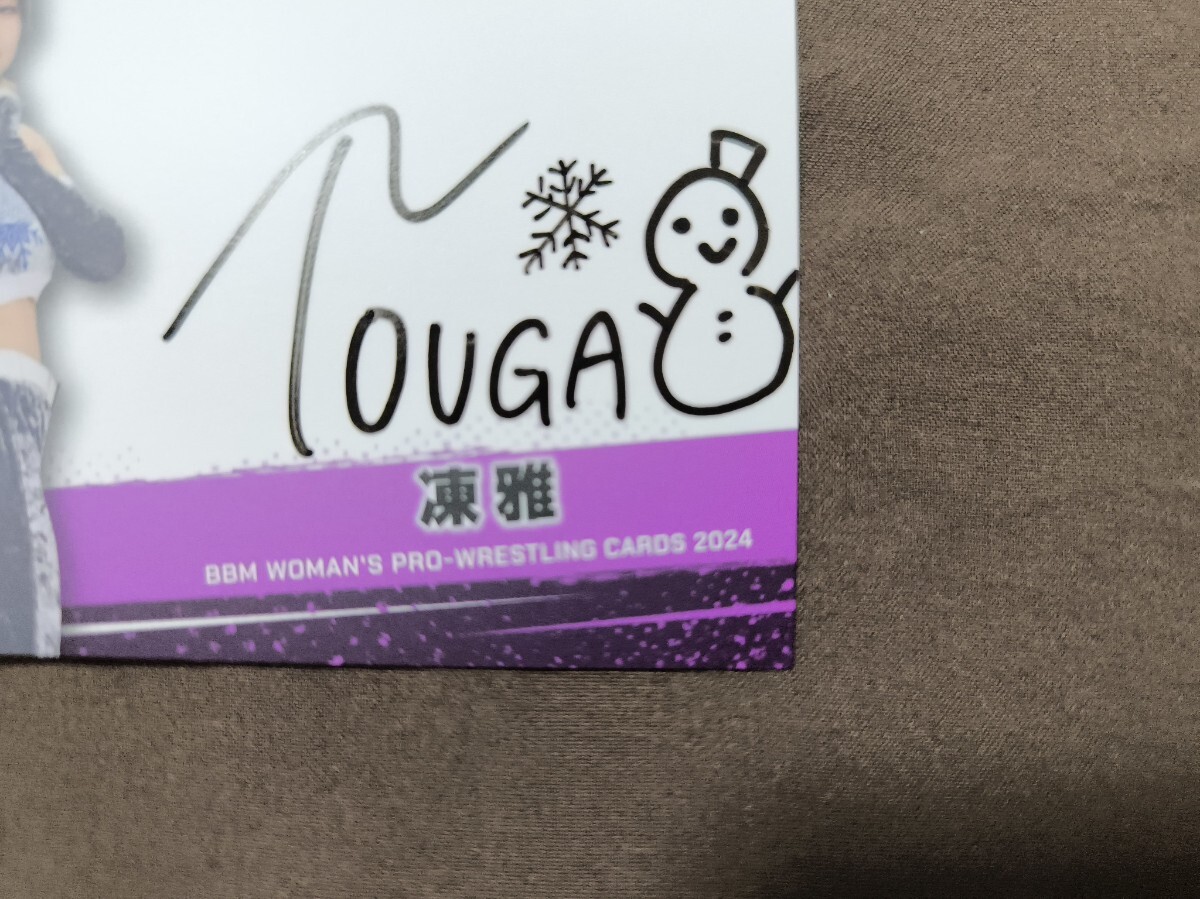 TOUGA
凍雅
BBM WOMAN'S PRO-WRESTLING CARDS 2024